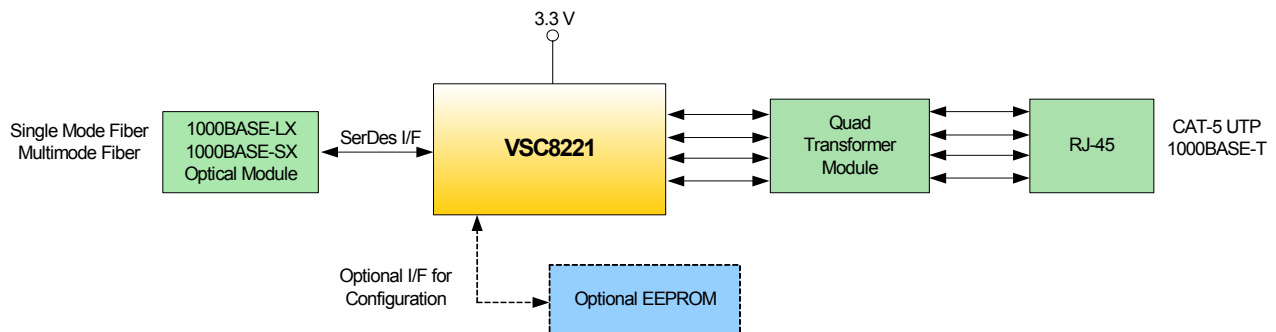 3.3 V
Single Mode Fiber
Multimode Fiber
1000BASE-LX
1000BASE-SX
Optical Module
SerDes I/F
VSC8221
Quad
Transformer
Module
RJ-45
CAT-5 UTP
1000BASE-T
Optional I/F for
Configuration
Optional EEPROM